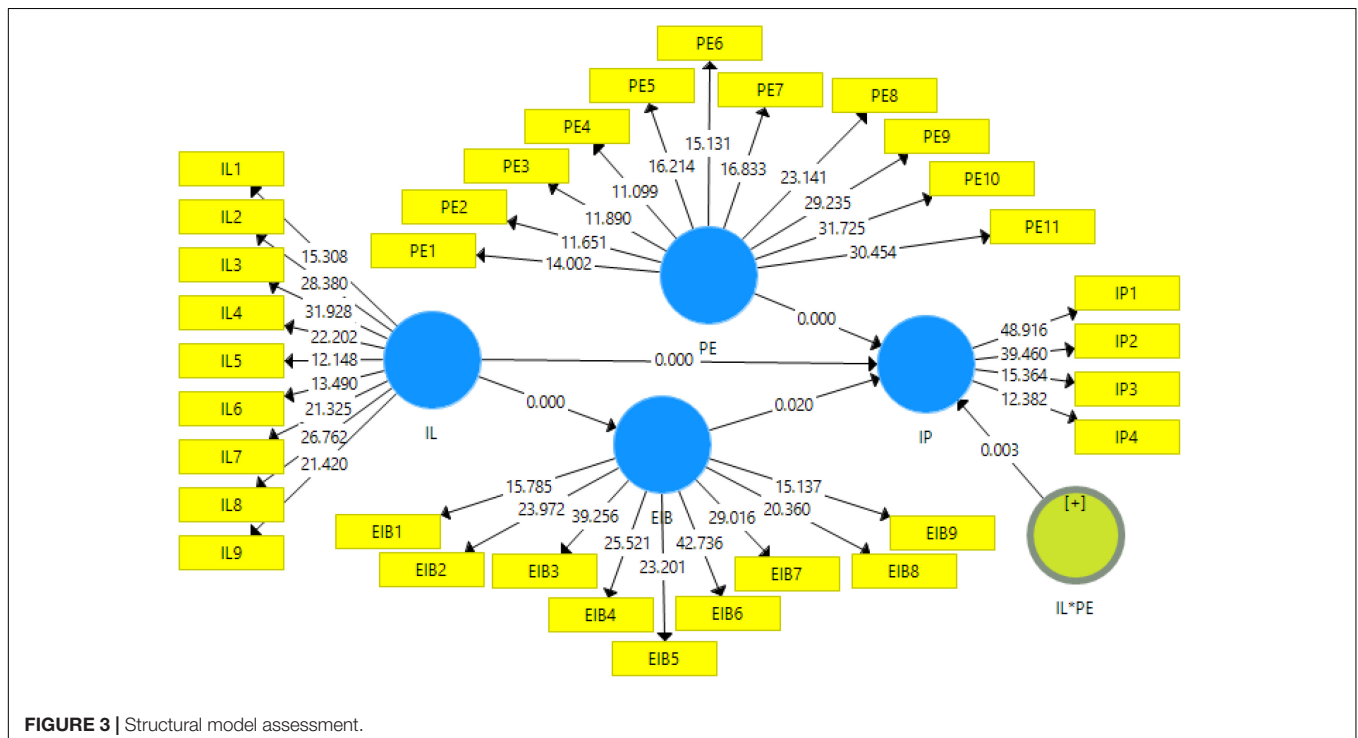 PE6
PE5
PE7
PE8
PE4
PE9
PE3
PE10
PE2
PE11
PE1
15.131
16.214
16.833
23.141
11.099
29.235
11.890
31.725
11.651
30.454
14.002
IL1
IL2
IL3
IL4
IL5
IL6
IL7
IL8
IL9
15.308
28.380
31.928
22.202
12.148
13.490
21.325
26.762
21.420
IL
PE
0.000
0.000
0.000
0.020
IP
IP1
IP2
IP3
IP4
48.916
39.460
15.364
12.382
0.003
[+]
IL*PE
EIB
15.785
23.972
39.256
25.521
23.201
42.736
29.016
20.360
15.137
EIB1
EIB2
EIB3
EIB4
EIB5
EIB6
EIB7
EIB8
EIB9
FIGURE 3 | Structural model assessment.